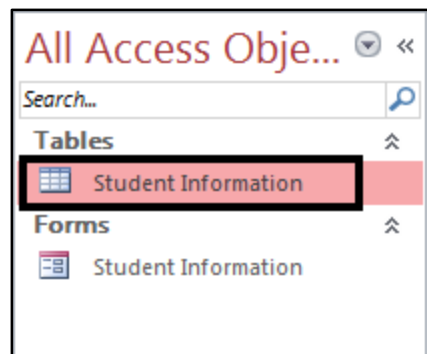 All Access Obje...
Search...
Tables
Student Information
Forms
Student Information